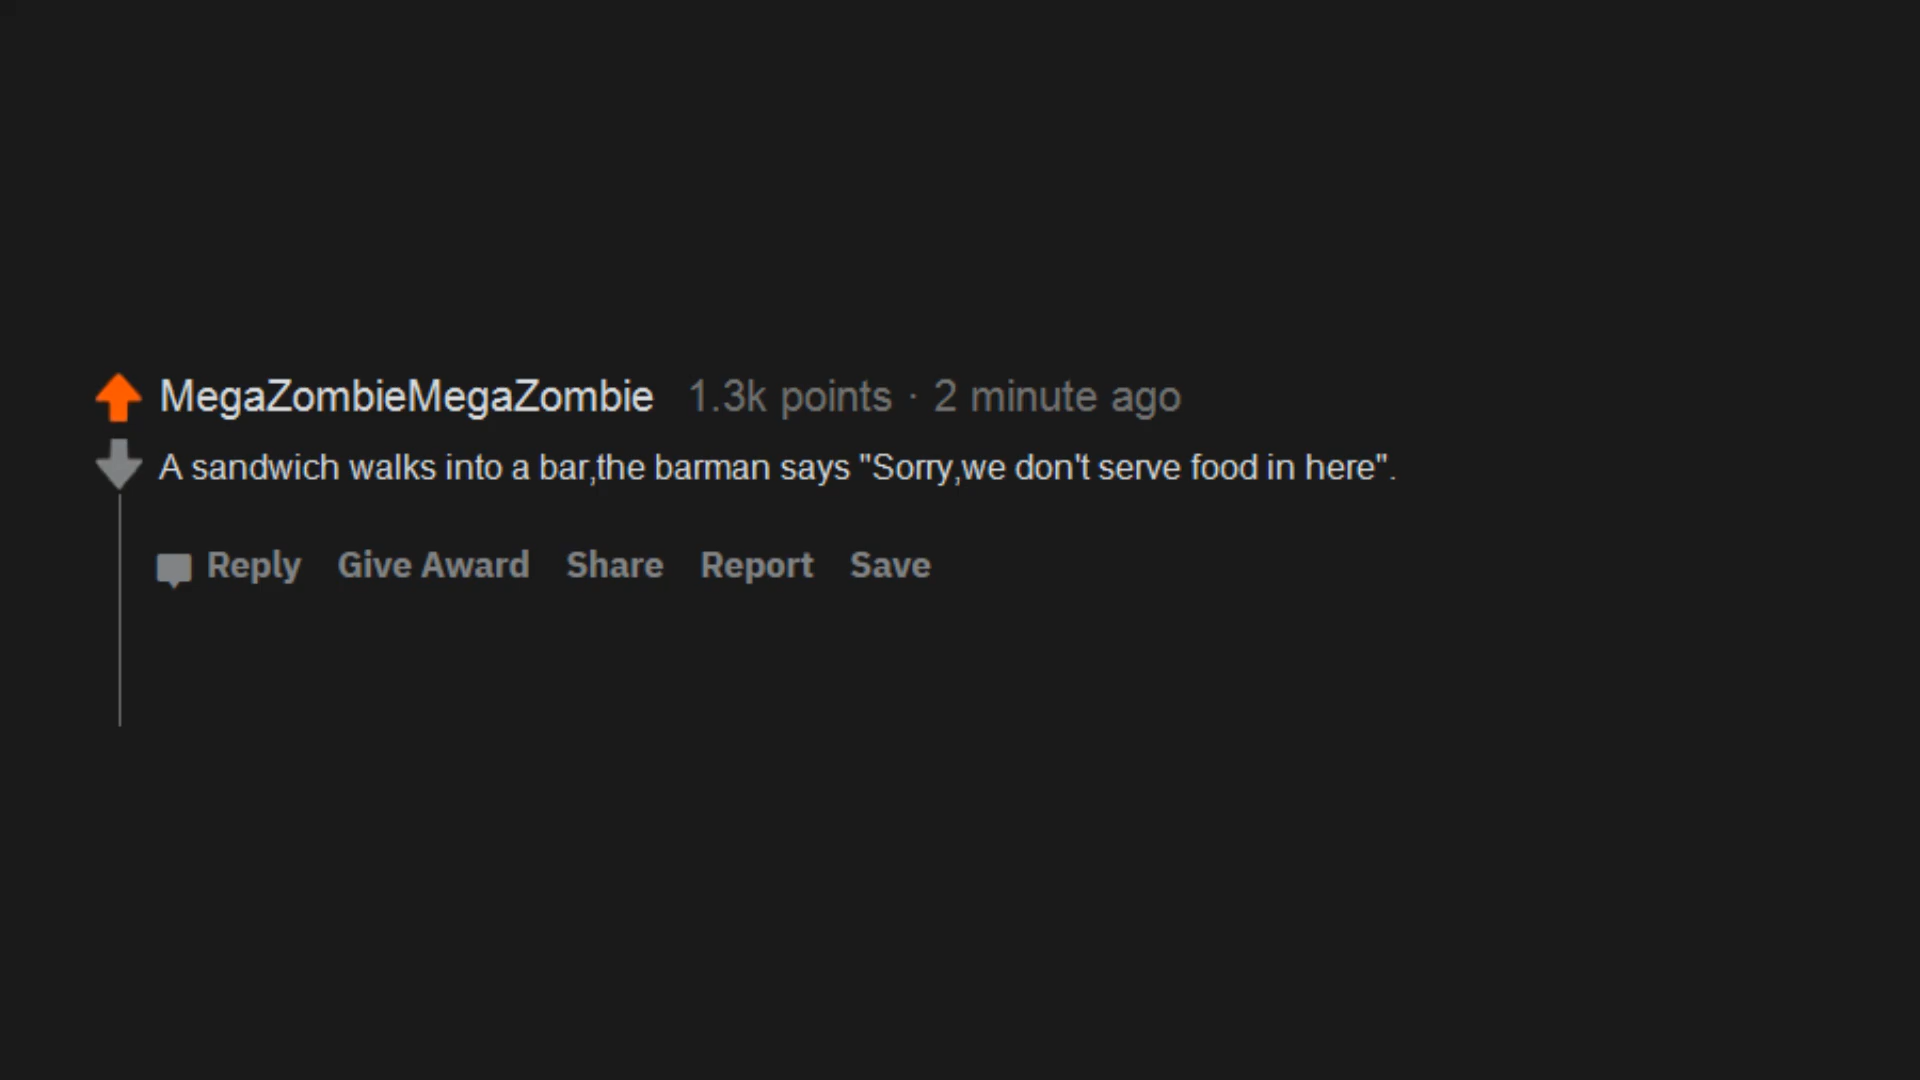 MegaZombieMegaZombie 1.3k points · 2 minute ago
A sandwich walks into a bar,the barman says "Sorry,we don't serve food in here".
Reply Give Award Share Report Save